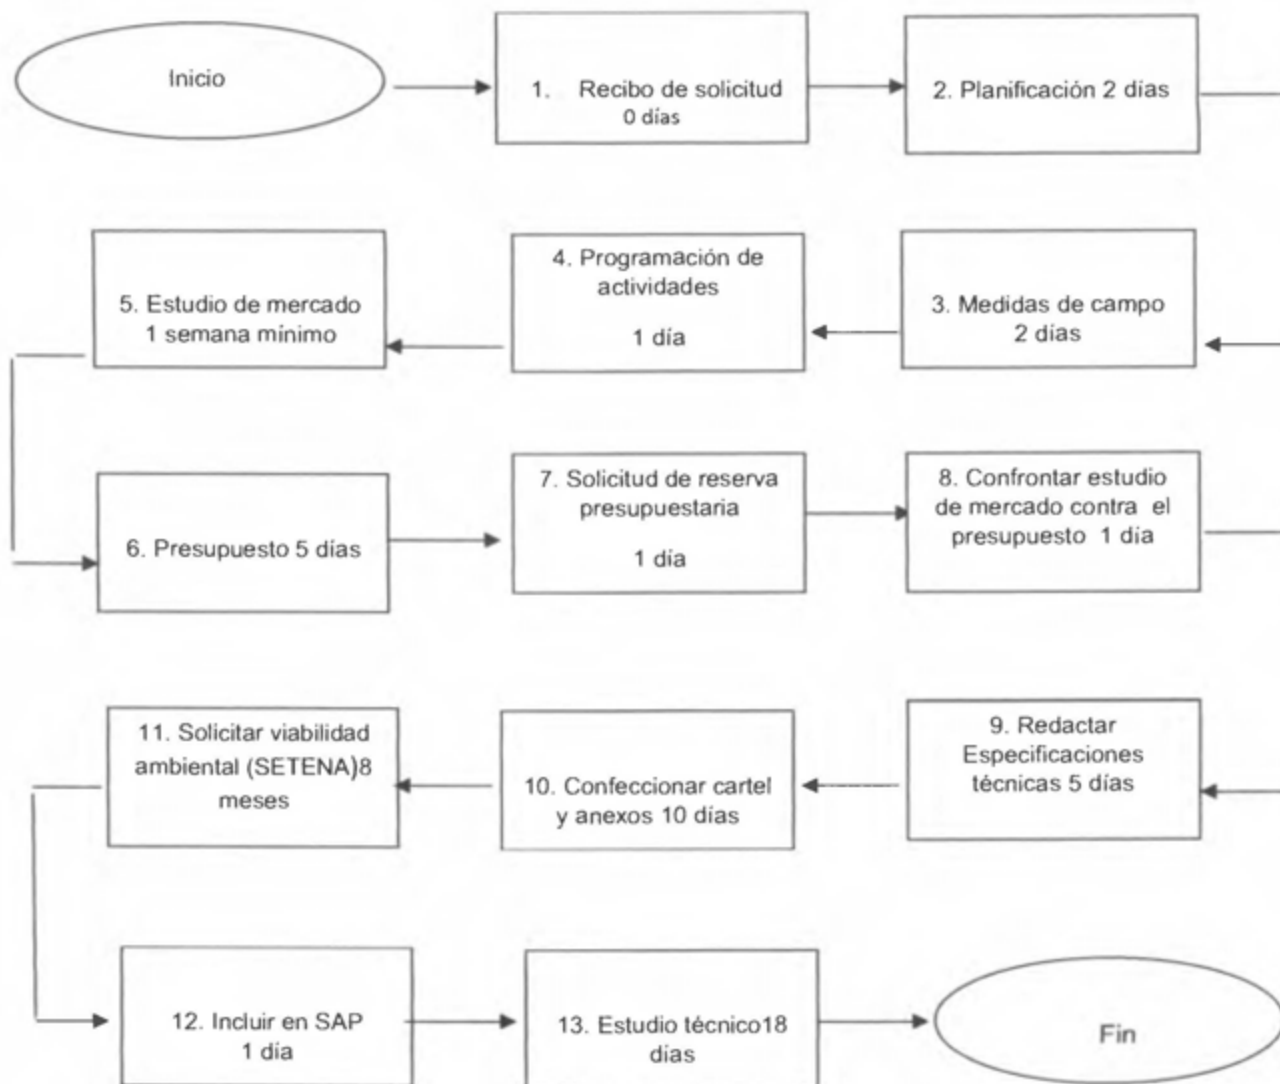 Inicio
1. Recibo de solicitud
0 días
2. Planificación 2 días
3. Medidas de campo
2 días
4. Programación de
actividades
1 día
5. Estudio de mercado
1 semana mínimo
6. Presupuesto 5 días
7. Solicitud de reserva
presupuestaria
1 día
8. Confrontar estudio
de mercado contra el
presupuesto 1 día
9. Redactar
Especificaciones
técnicas 5 días
10. Confeccionar cartel
y anexos 10 días
11. Solicitar viabilidad
ambiental (SETENA)8
meses
12. Incluir en SAP
1 día
13. Estudio técnico18
días
Fin